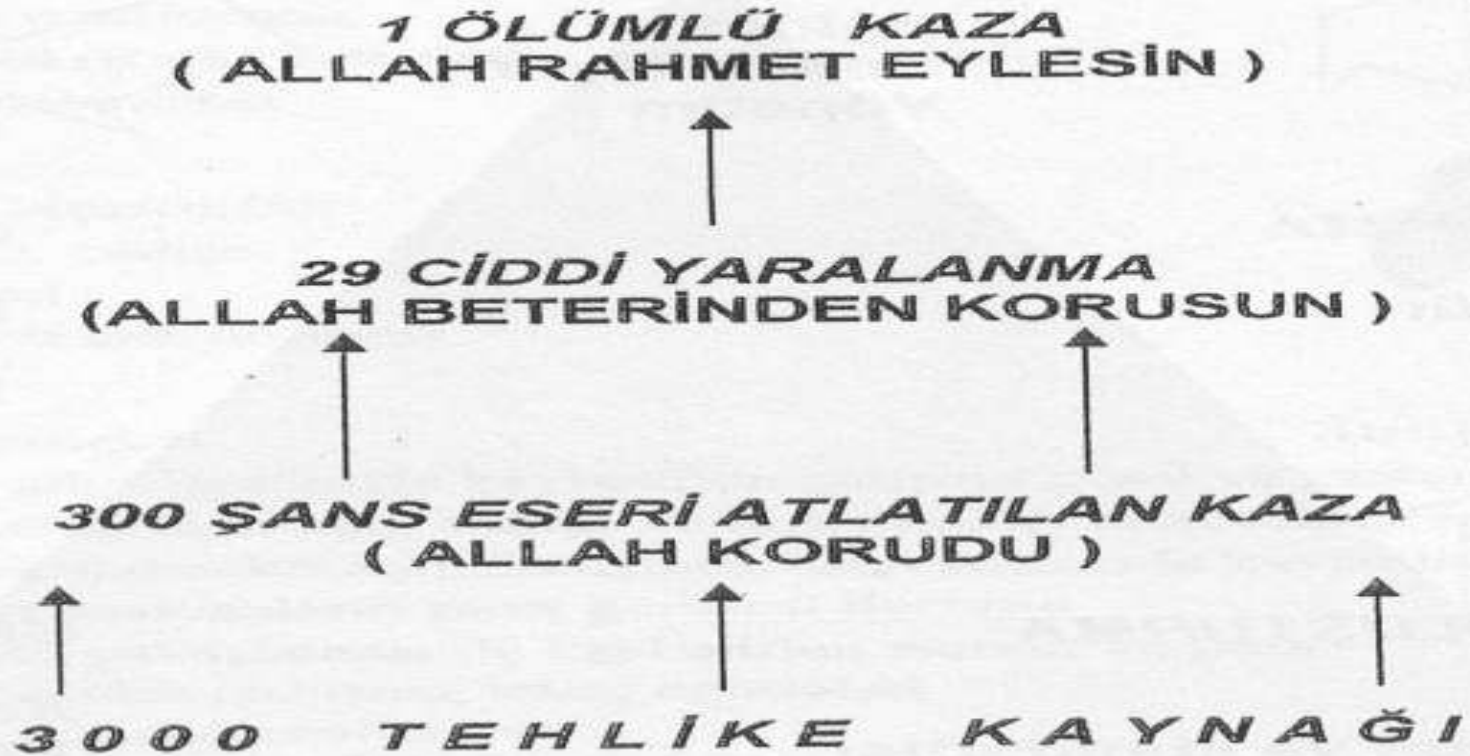 1 ÖLÜMLÜ KAZA
( ALLAH RAHMET EYLESİN )
29 CİDDİ YARALANMA
(ALLAH BETERİNDEN KORUSUN )
300 ŞANS ESERİ ATLATILAN KAZA
( ALLAH KORUDU )
3000 TEHLİKE KAYNAĞI